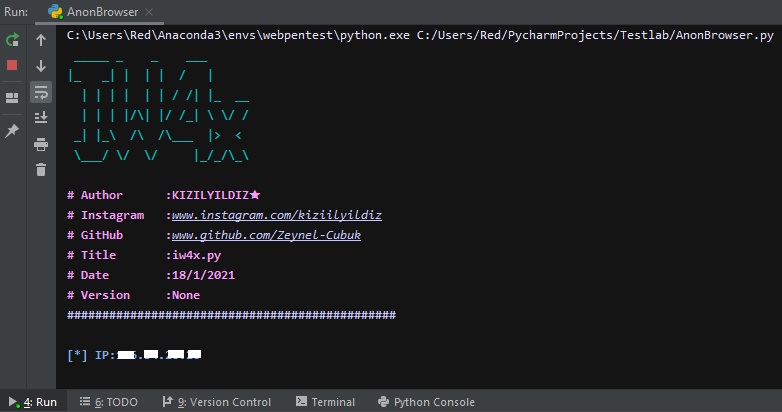 Run: AnonBrowser
C:\Users\Red\Anaconda3\envs\webpentest\python.exe C:/Users/Red/PycharmProjects/Testlab/AnonBrowser.py
# Author :KIZILYILDIZ★
# Instagram :www.instagram.com/kiziilyildiz
# GitHub :www.github.com/Zeynel-Cubuk
# Title :iw4x.py
# Date :18/1/2021
# Version :None
###############################################
[*] IP:
4: Run 6: TODO 9: Version Control Terminal Python Console